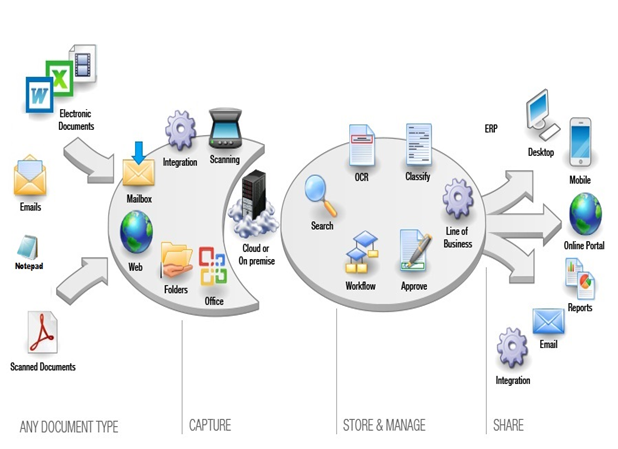 Electronic
Documents
Emails
Notepad
Scanned Documents
W
X
Integration
Scanning
Mailbox
Web
Folders
Office
Cloud or
On premise
OCR
Classify
Search
Line of
Business
Workflow
Approve
ERP
Desktop
Mobile
Online Portal
Reports
Email
Integration
ANY DOCUMENT TYPE
CAPTURE
STORE & MANAGE
SHARE